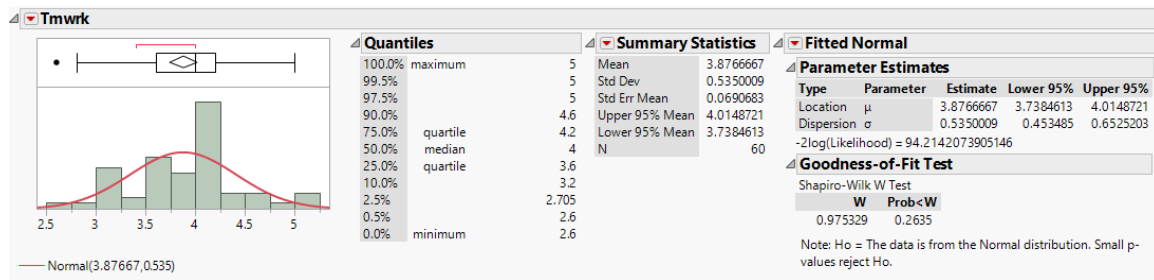 Tmwrk
2.5 3 3.5 4 4.5 5
Normal(3.87667,0.535)
Quantiles
100.0% maximum 5
99.5% 5
97.5% 5
90.0% 4.6
75.0% quartile 4.2
50.0% median 4
25.0% quartile 3.6
10.0% 3.2
2.5% 2.705
0.5% 2.6
0.0% minimum 2.6
Summary Statistics
Mean 3.8766667
Std Dev 0.5350009
Std Err Mean 0.0690683
Upper 95% Mean 4.0148721
Lower 95% Mean 3.7384613
N 60
Fitted Normal
Parameter Estimates
Type Parameter Estimate Lower 95% Upper 95%
Location μ 3.8766667 3.7384613 4.0148721
Dispersion σ 0.5350009 0.453485 0.6525203
-2log(Likelihood) = 94.2142073905146
Goodness-of-Fit Test
Shapiro-Wilk W Test
W Prob<W
0.975329 0.2635
Note: Ho = The data is from the Normal distribution. Small p-
values reject Ho.